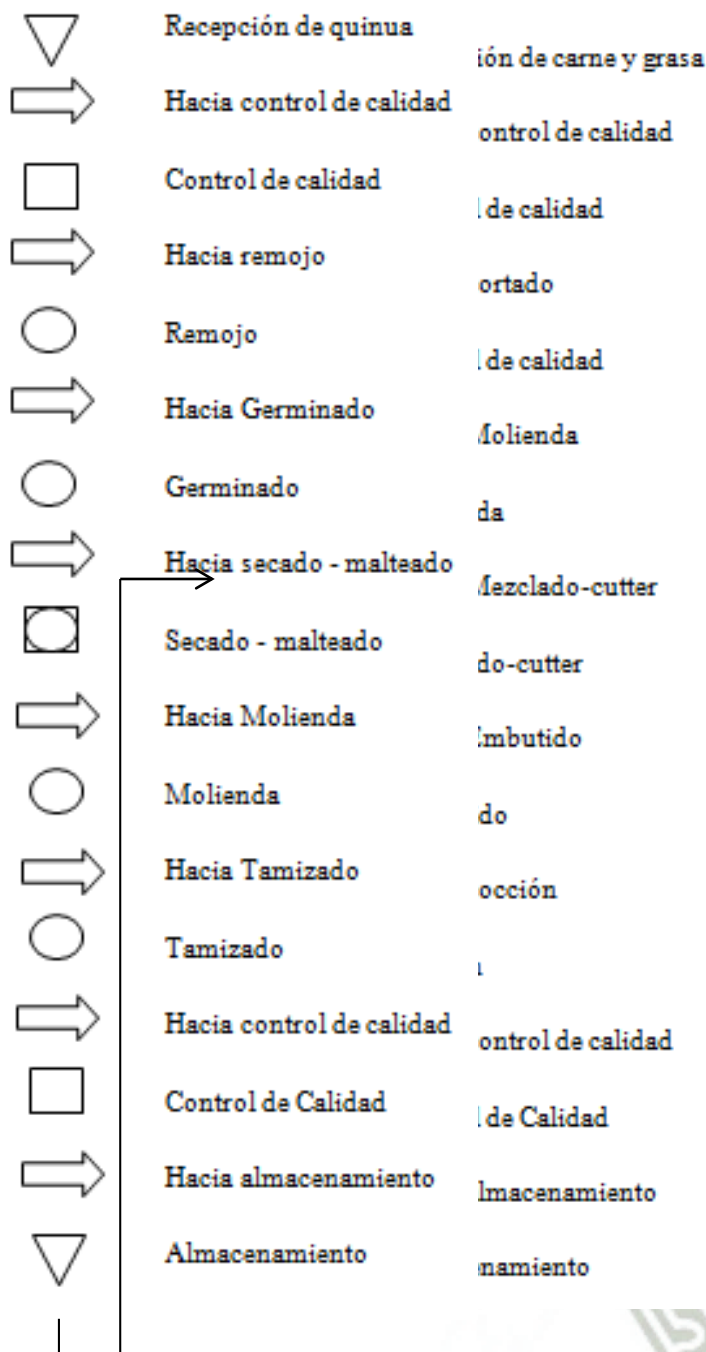 Recepción de quinua
Hacia control de calidad
Control de calidad
Hacia remojo
Remojo
Hacia Germinado
Germinado
Hacia secado - malteado
Secado - malteado
Hacia Molienda
Molienda
Hacia Tamizado
Tamizado
Hacia control de calidad
Control de Calidad
Hacia almacenamiento
Almacenamiento
ión de carne y grasa
ontrol de calidad
l de calidad
ortado
l de calidad
Molienda
da
Mezclado-cutter
do-cutter
Embutido
do
occión
ontrol de calidad
l de Calidad
lmacenamiento
namiento